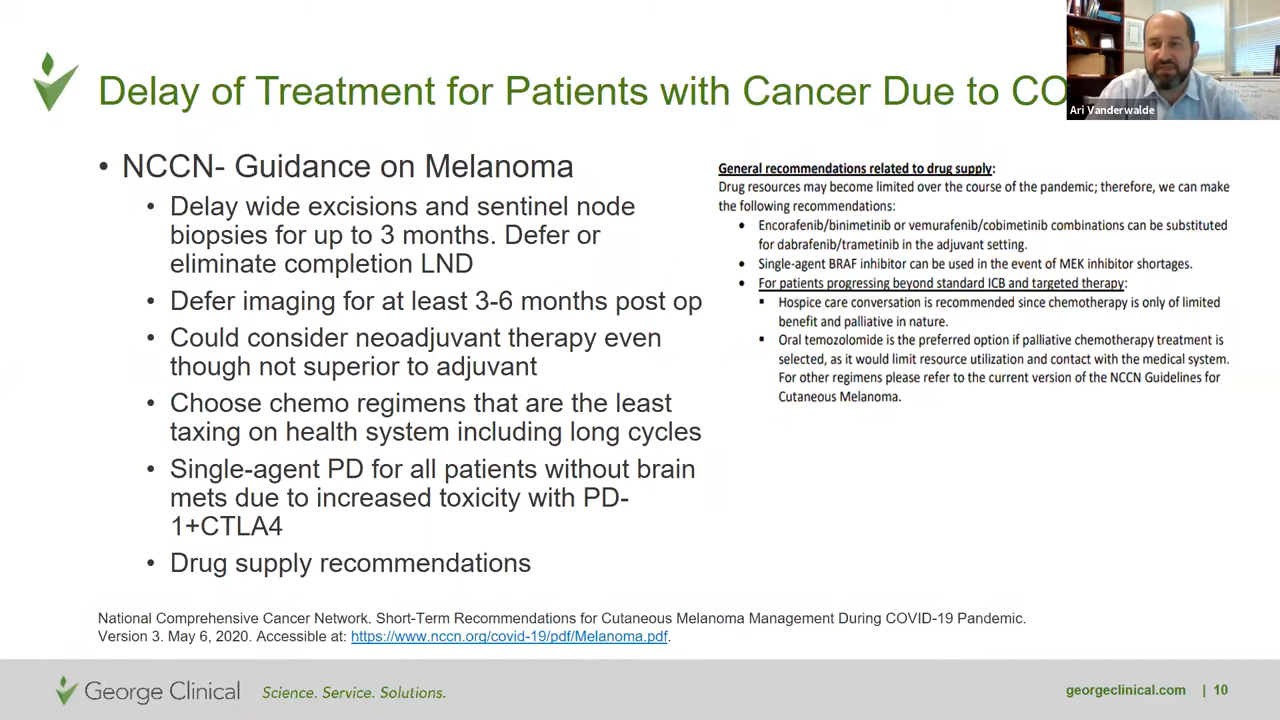 Delay of Treatment for Patients with Cancer Due to CO
Ari Vanderwalde
• NCCN- Guidance on Melanoma
• Delay wide excisions and sentinel node
biopsies for up to 3 months. Defer or
eliminate completion LND
• Defer imaging for at least 3-6 months post op
• Could consider neoadjuvant therapy even
though not superior to adjuvant
• Choose chemo regimens that are the least
taxing on health system including long cycles
• Single-agent PD for all patients without brain
mets due to increased toxicity with PD-
1+CTLA4
• Drug supply recommendations
General recommendations related to drug supply:
Drug resources may become limited over the course of the pandemic; therefore, we can make
the following recommendations:
• Encorafenib/binimetinib or vemurafenib/cobimetinib combinations can be substituted
for dabrafenib/trametinib in the adjuvant setting.
• Single-agent BRAF inhibitor can be used in the event of MEK inhibitor shortages.
• For patients progressing beyond standard ICB and targeted therapy:
▪ Hospice care conversation is recommended since chemotherapy is only of limited
benefit and palliative in nature.
▪ Oral temozolomide is the preferred option if palliative chemotherapy treatment is
selected, as it would limit resource utilization and contact with the medical system.
For other regimens please refer to the current version of the NCCN Guidelines for
Cutaneous Melanoma.
National Comprehensive Cancer Network. Short-Term Recommendations for Cutaneous Melanoma Management During COVID-19 Pandemic.
Version 3. May 6, 2020. Accessible at: https://www.nccn.org/covid-19/pdf/Melanoma.pdf.
George Clinical Science. Service. Solutions.
georgeclinical.com | 10